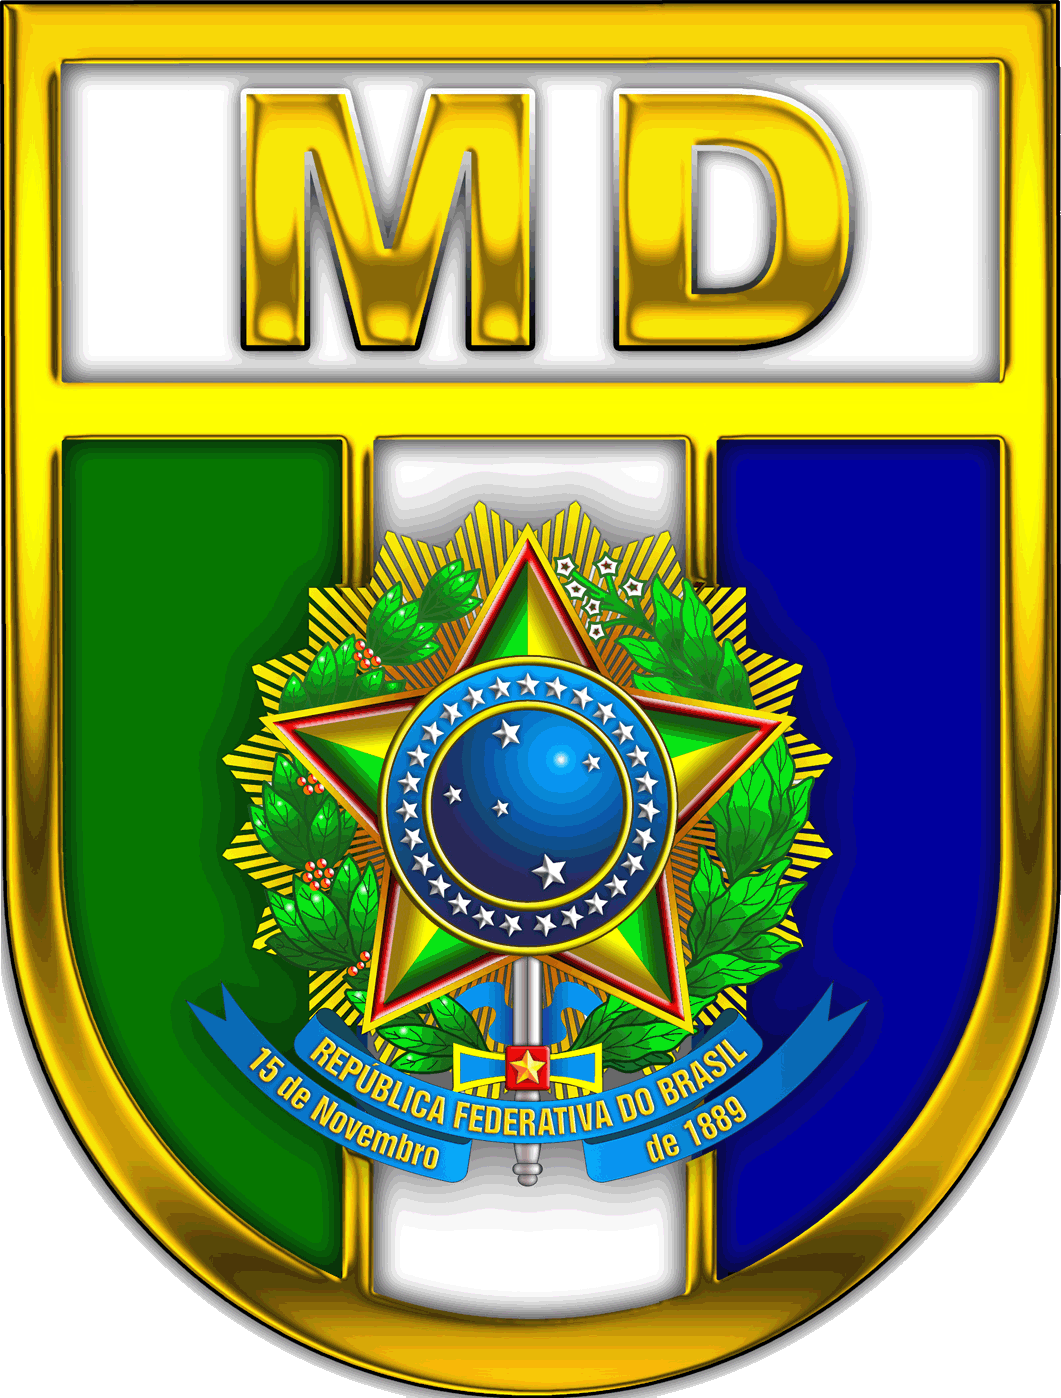 MD
REPÚBLICA FEDERATIVA DO BRASIL
15 de Novembro
de 1889